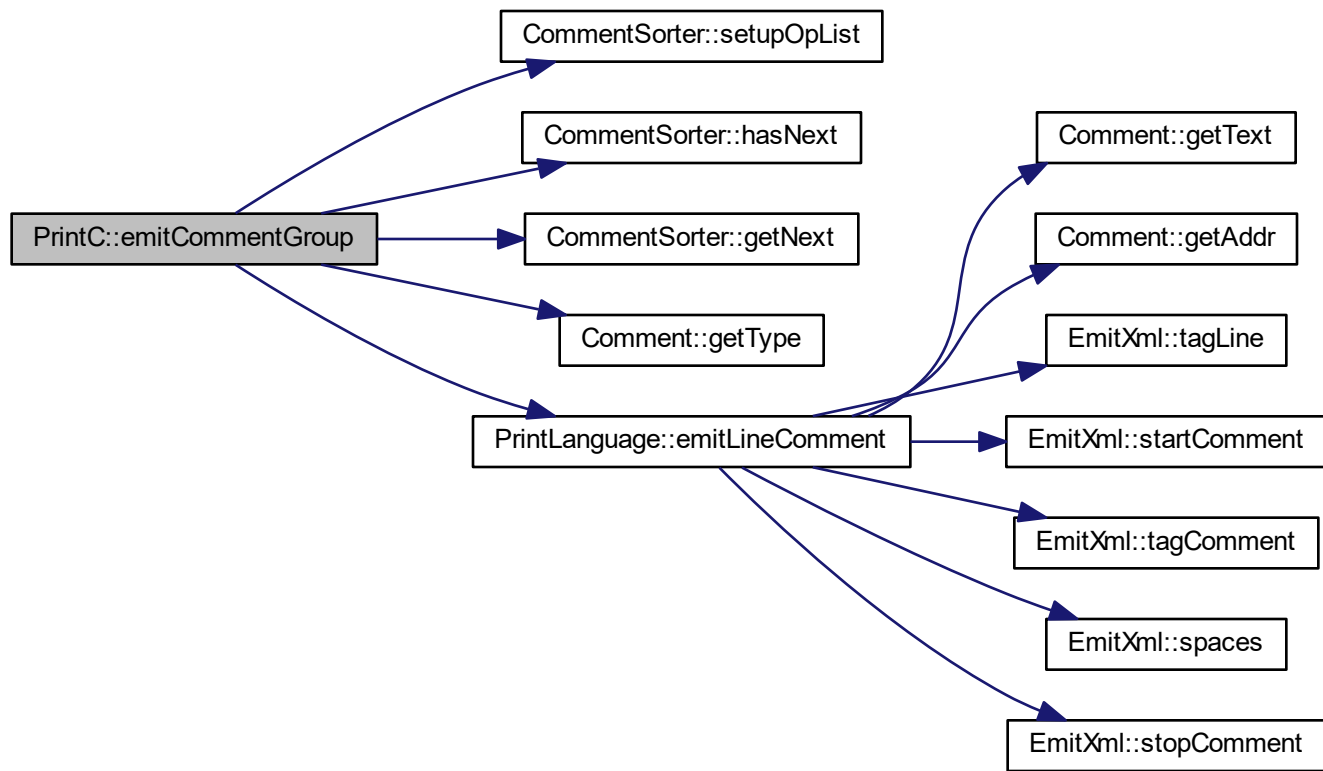 CommentSorter::setupOpList
CommentSorter::hasNext
Comment::getText
PrintC::emitCommentGroup
CommentSorter::getNext
Comment::getAddr
Comment::getType
EmitXml::tagLine
PrintLanguage::emitLineComment
EmitXml::startComment
EmitXml::tagComment
EmitXml::spaces
EmitXml::stopComment